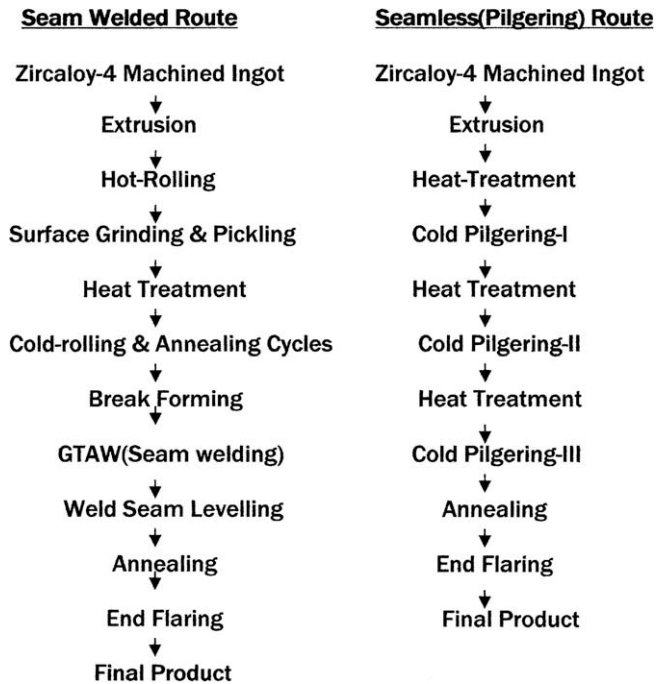 Seam Welded Route
Zircaloy-4 Machined Ingot
Extrusion
Hot-Rolling
Surface Grinding & Pickling
Heat Treatment
Cold-rolling & Annealing Cycles
Break Forming
GTAW(Seam welding)
Weld Seam Levelling
Annealing
End Flaring
Final Product
Seamless(Pilgering) Route
Zircaloy-4 Machined Ingot
Extrusion
Heat-Treatment
Cold Pilgering-I
Heat Treatment
Cold Pilgering-II
Heat Treatment
Cold Pilgering-III
Annealing
End Flaring
Final Product